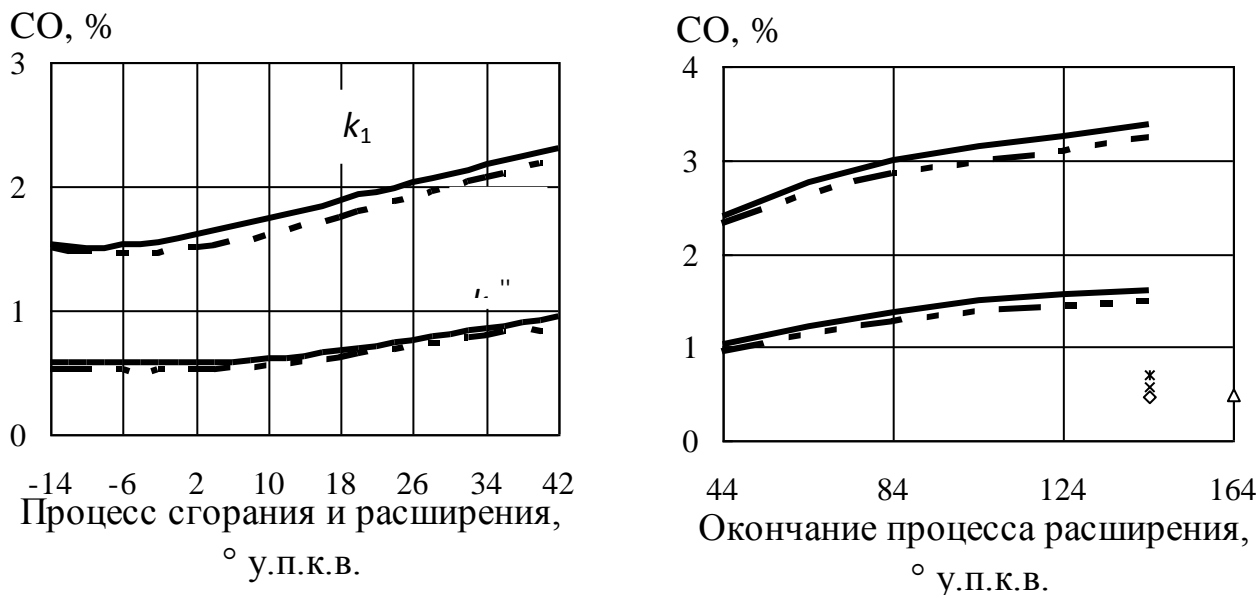 CO, %
3
2
1
0
k₁
"
-14 -6 2 10 18 26 34 42
Процесс сгорания и расширения,
° у.п.к.в.
CO, %
4
3
2
1
0
44 84 124 164
Окончание процесса расширения,
° у.п.к.в.